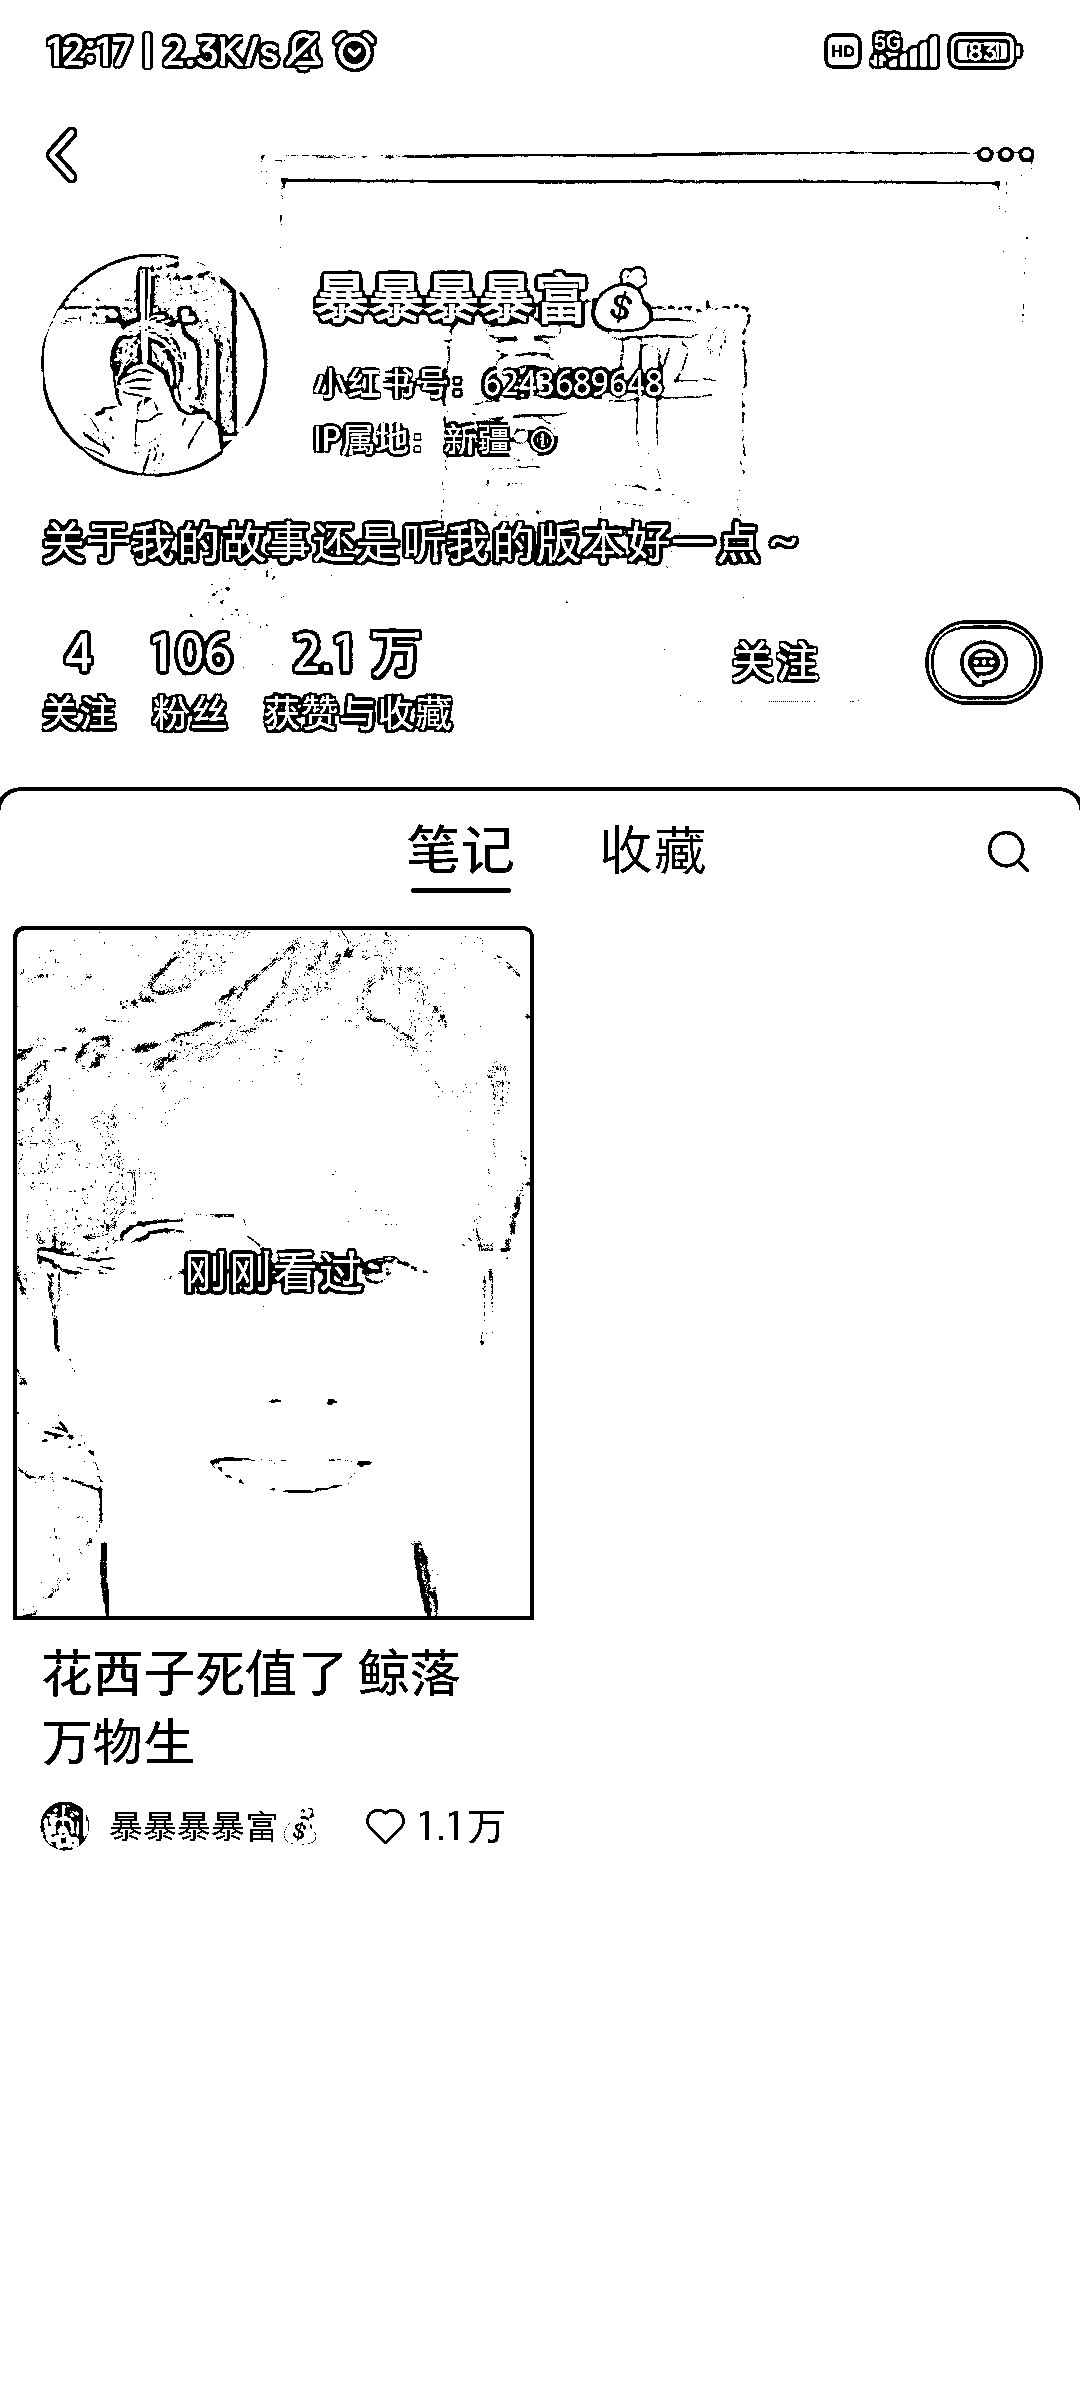 12:17 | 2.3K/s
HD 5G 83
暴暴暴暴富
小红书号：6243689648
IP属地：新疆
关于我的故事还是听我的版本好一点～
4 106 2.1万
关注 粉丝 获赞与收藏
关注
笔记 收藏
刚刚看过
花西子死值了 鲸落
万物生
暴暴暴暴富 1.1万